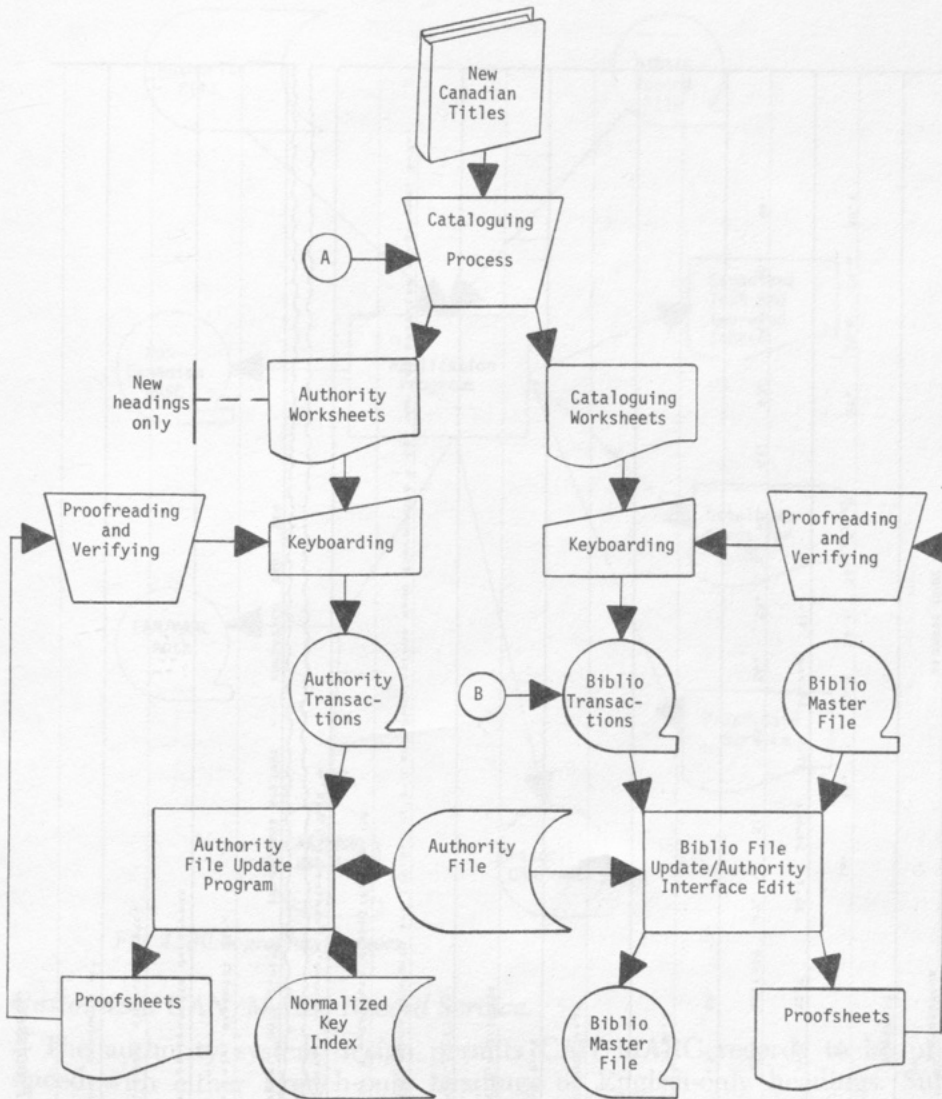 New
Canadian
Titles
Cataloguing
Process
A
New
headings
only
Authority
Worksheets
Cataloguing
Worksheets
Proofreading
and
Verifying
Keyboarding
Keyboarding
Proofreading
and
Verifying
Authority
Transac-
tions
B
Biblio
Transactions
Biblio
Master
File
Authority
File Update
Program
Authority
File
Biblio File
Update/Authority
Interface Edit
Proofsheets
Normalized
Key
Index
Biblio
Master
File
Proofsheets